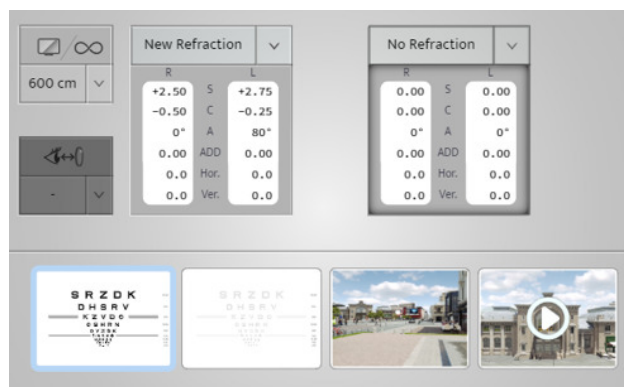 New Refraction
No Refraction
600 cm
R L
+2.50 S +2.75
-0.50 C -0.25
0° A 80°
0.00 ADD 0.00
0.0 Hor. 0.0
0.0 Ver. 0.0
-
R L
0.00 S 0.00
0.00 C 0.00
0° A 0°
0.00 ADD 0.00
0.0 Hor. 0.0
0.0 Ver. 0.0
S R Z D K
D H S R V
K Z V D C
S R Z D K
D H S R V